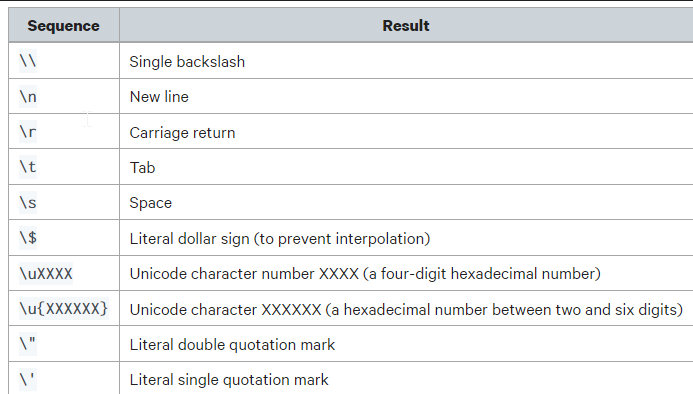 Sequence Result
\\ Single backslash
\n New line
\r Carriage return
\t Tab
\s Space
\$ Literal dollar sign (to prevent interpolation)
\uXXXX Unicode character number XXXX (a four-digit hexadecimal number)
\u{XXXXXX} Unicode character XXXXXX (a hexadecimal number between two and six digits)
\" Literal double quotation mark
\' Literal single quotation mark